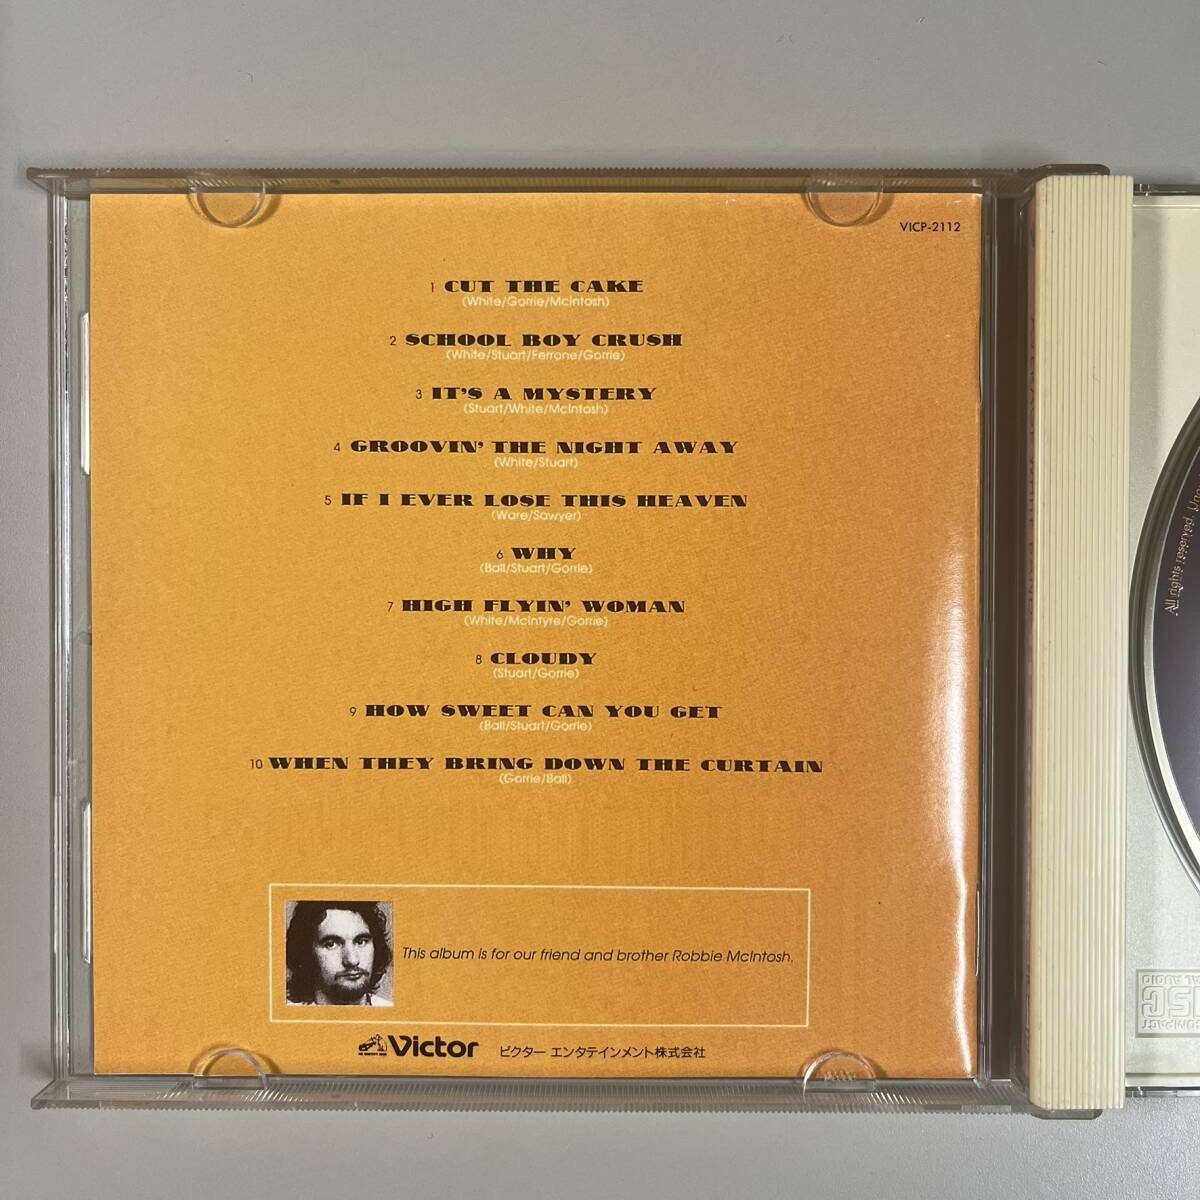 VICP-2112
1 CUT THE CAKE
(White/Gorrie/McIntosh)
2 SCHOOL BOY CRUSH
(White/Stuart/Ferrone/Gorrie)
3 IT'S A MYSTERY
(Stuart/White/McIntosh)
4 GROOVIN' THE NIGHT AWAY
(White/Stuart)
5 IF I EVER LOSE THIS HEAVEN
(Ware/Sawyer)
6 WHY
(Ball/Stuart/Gorrie)
7 HIGH FLYIN' WOMAN
(White/McIntyre/Gorrie)
8 CLOUDY
(Stuart/Gorrie)
9 HOW SWEET CAN YOU GET
(Ball/Stuart/Gorrie)
10 WHEN THEY BRING DOWN THE CURTAIN
(Gorrie/Ball)
This album is for our friend and brother Robbie McIntosh.
Victor ビクター エンタテインメント株式会社
All rights reserved.